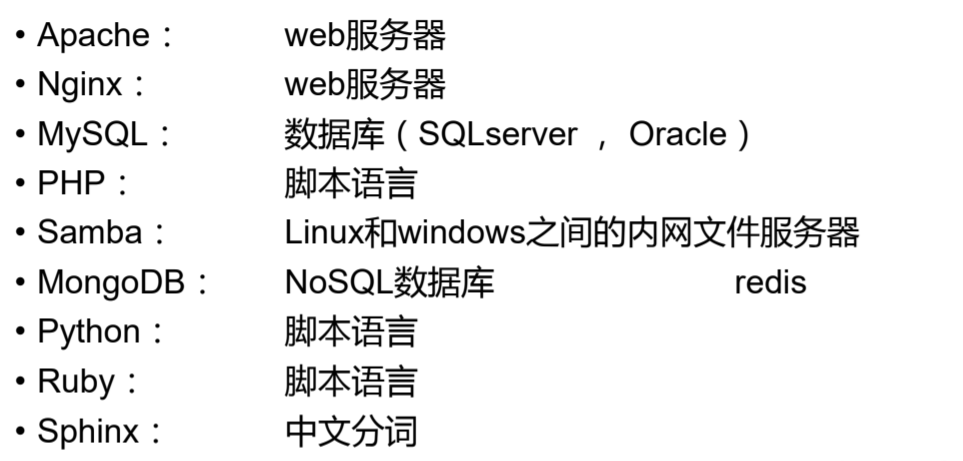 • Apache： web服务器
• Nginx： web服务器
• MySQL： 数据库（SQLserver ， Oracle）
• PHP： 脚本语言
• Samba： Linux和windows之间的内网文件服务器
• MongoDB： NoSQL数据库 redis
• Python： 脚本语言
• Ruby： 脚本语言
• Sphinx： 中文分词